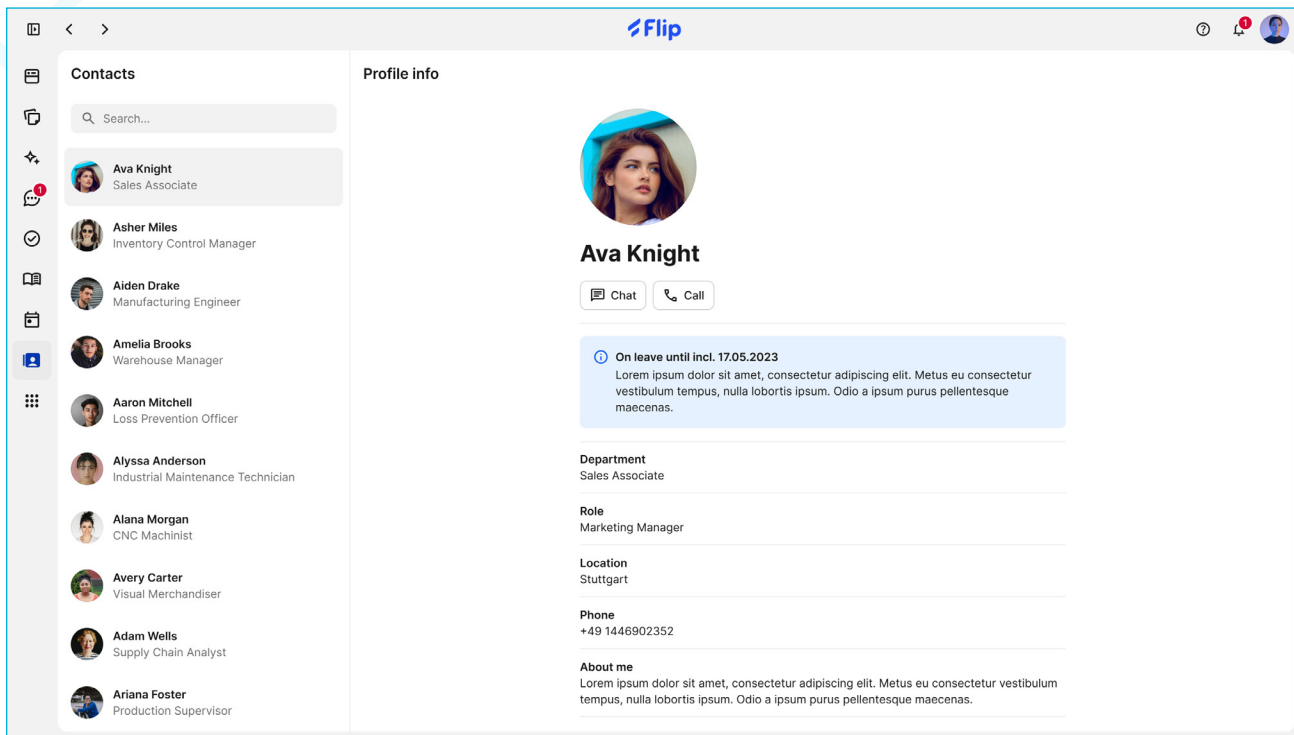 Flip
1
1
Contacts
Search...
Ava Knight
Sales Associate
Asher Miles
Inventory Control Manager
Aiden Drake
Manufacturing Engineer
Amelia Brooks
Warehouse Manager
Aaron Mitchell
Loss Prevention Officer
Alyssa Anderson
Industrial Maintenance Technician
Alana Morgan
CNC Machinist
Avery Carter
Visual Merchandiser
Adam Wells
Supply Chain Analyst
Ariana Foster
Production Supervisor
Profile info
Ava Knight
Chat
Call
On leave until incl. 17.05.2023
Lorem ipsum dolor sit amet, consectetur adipiscing elit. Metus eu consectetur
vestibulum tempus, nulla lobortis ipsum. Odio a ipsum purus pellentesque
maecenas.
Department
Sales Associate
Role
Marketing Manager
Location
Stuttgart
Phone
+49 1446902352
About me
Lorem ipsum dolor sit amet, consectetur adipiscing elit. Metus eu consectetur vestibulum
tempus, nulla lobortis ipsum. Odio a ipsum purus pellentesque maecenas.